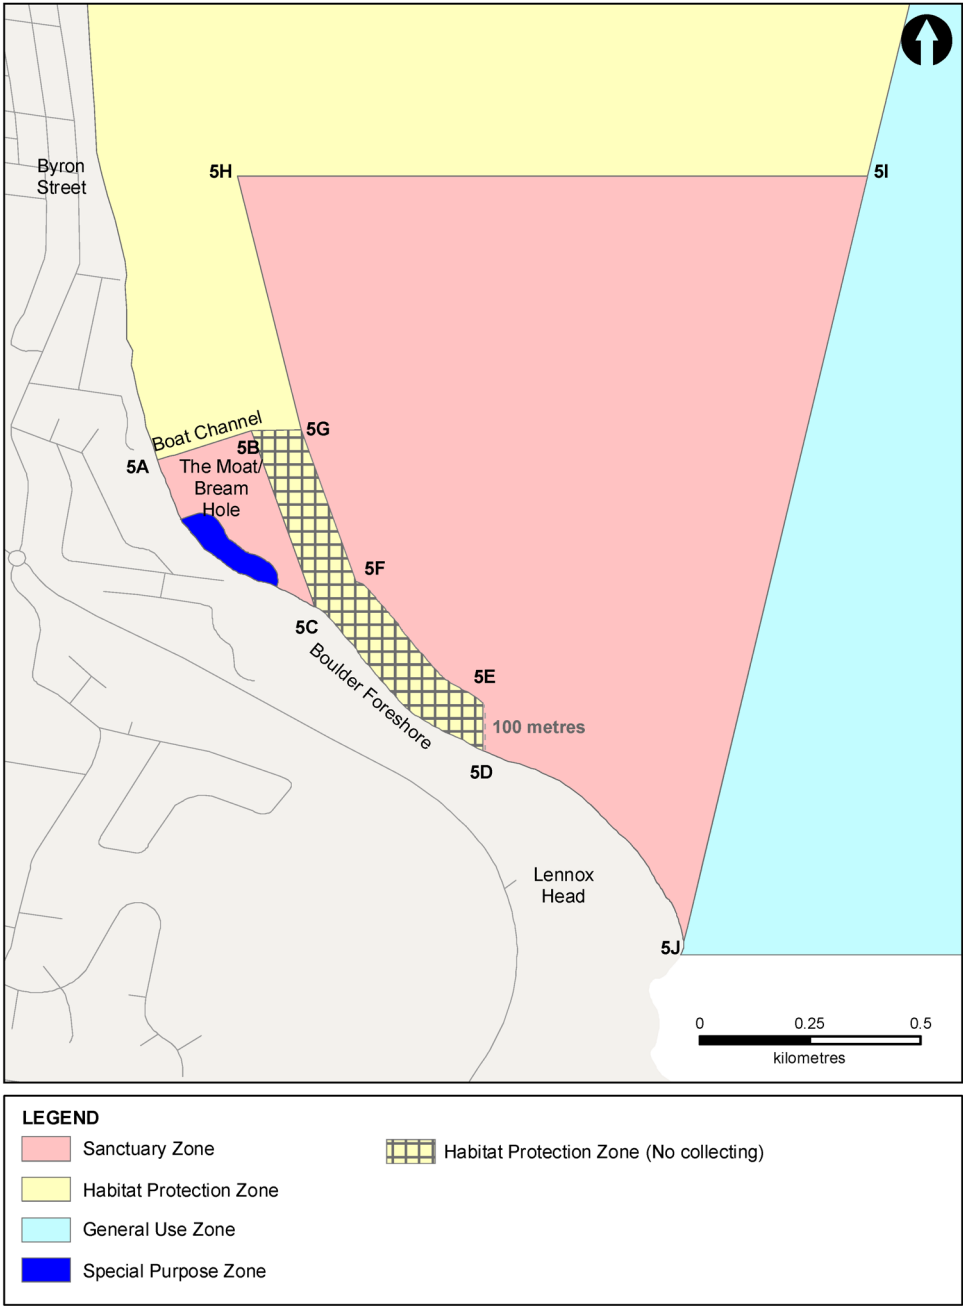 Byron
Street
5H
5I
Boat Channel
5G
5B
5A
The Moat/
Bream
Hole
5F
5C
Boulder Foreshore
5E
100 metres
5D
Lennox
Head
5J
0 0.25 0.5
kilometres
LEGEND
Sanctuary Zone
Habitat Protection Zone (No collecting)
Habitat Protection Zone
General Use Zone
Special Purpose Zone